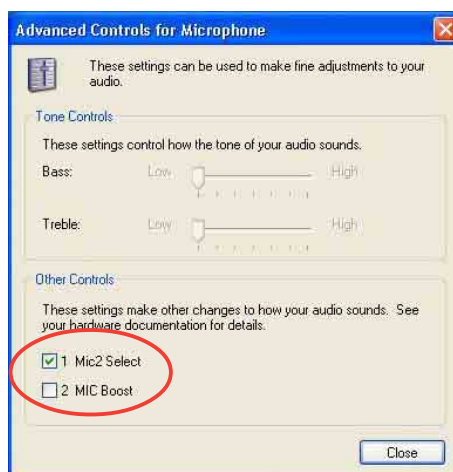 Advanced Controls for Microphone
These settings can be used to make fine adjustments to your
audio.
Tone Controls
These settings control how the tone of your audio sounds.
Bass: Low High
Treble: Low High
Other Controls
These settings make other changes to how your audio sounds. See
your hardware documentation for details.
1 Mic2 Select
2 MIC Boost
Close